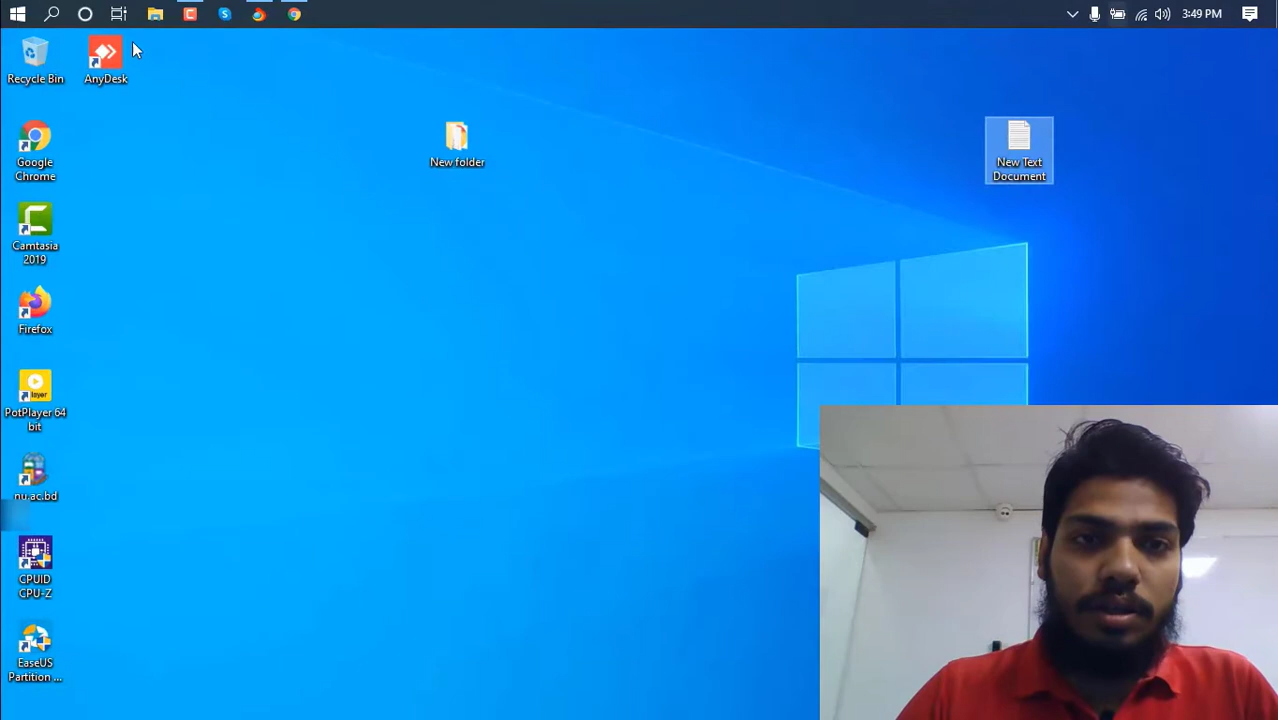 3:49 PM
Recycle Bin
AnyDesk
New folder
New Text
Document
Google
Chrome
Camtasia
2019
Firefox
layer
PotPlayer 64
bit
nu.ac.bd
CPUID
CPU-Z
EaseUS
Partition ...